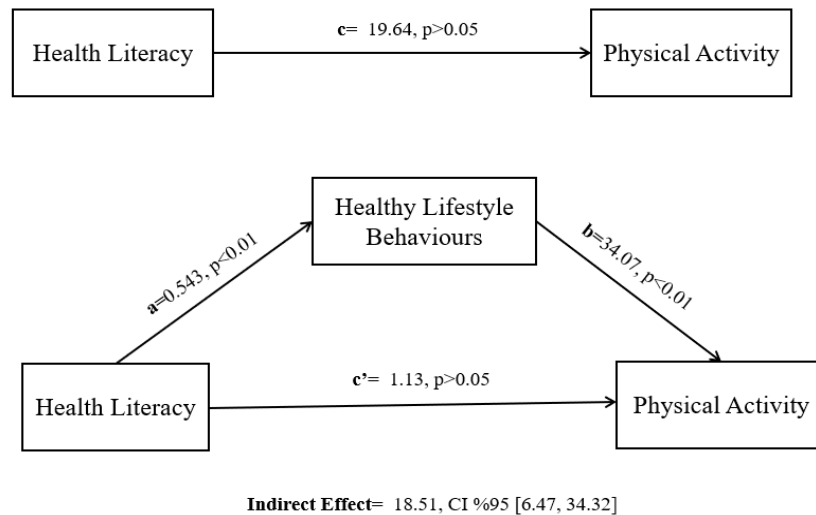 c= 19.64, p>0.05
Health Literacy
Physical Activity
Healthy Lifestyle
Behaviours
a=0.543, p<0.01
b=34.07, p<0.01
c’= 1.13, p>0.05
Health Literacy
Physical Activity
Indirect Effect= 18.51, CI %95 [6.47, 34.32]